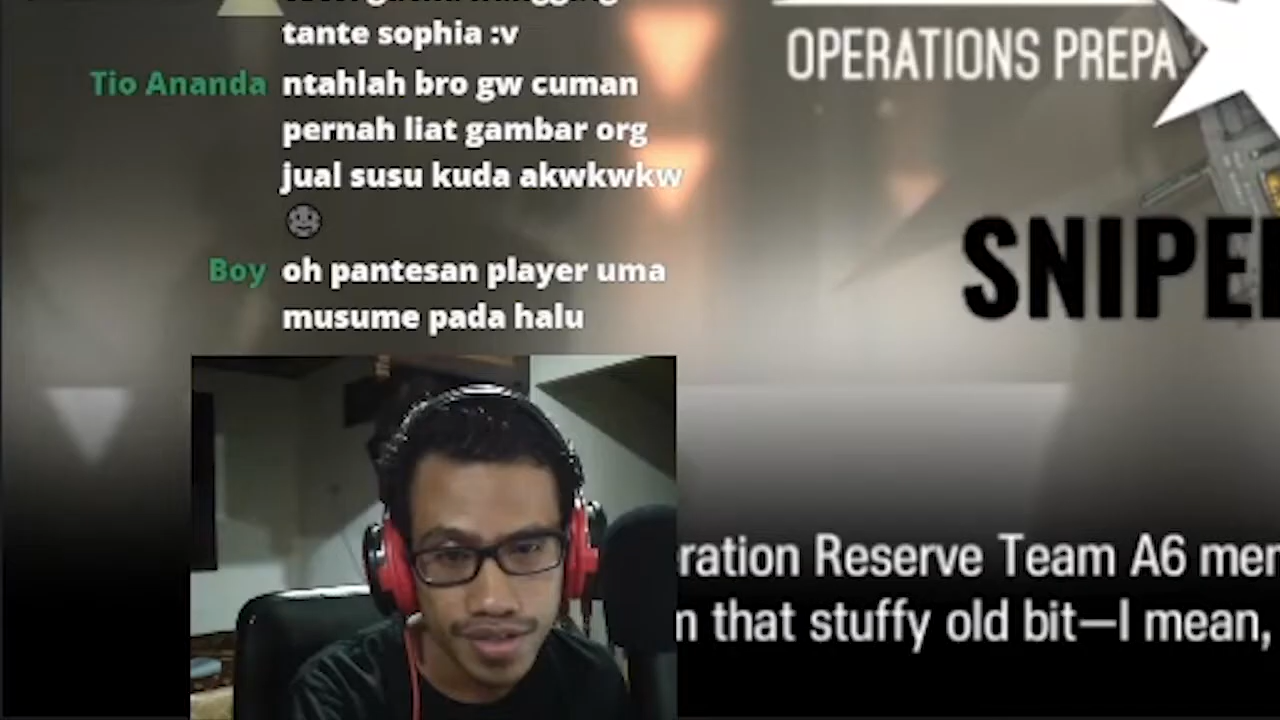 tante sophia :v
Tio Ananda ntahlah bro gw cuman
pernah liat gambar org
jual susu kuda akwkwkw
Boy oh pantesan player uma
musume pada halu
OPERATIONS PREPA
SNIPE
ration Reserve Team A6 mer
m that stuffy old bit—I mean,